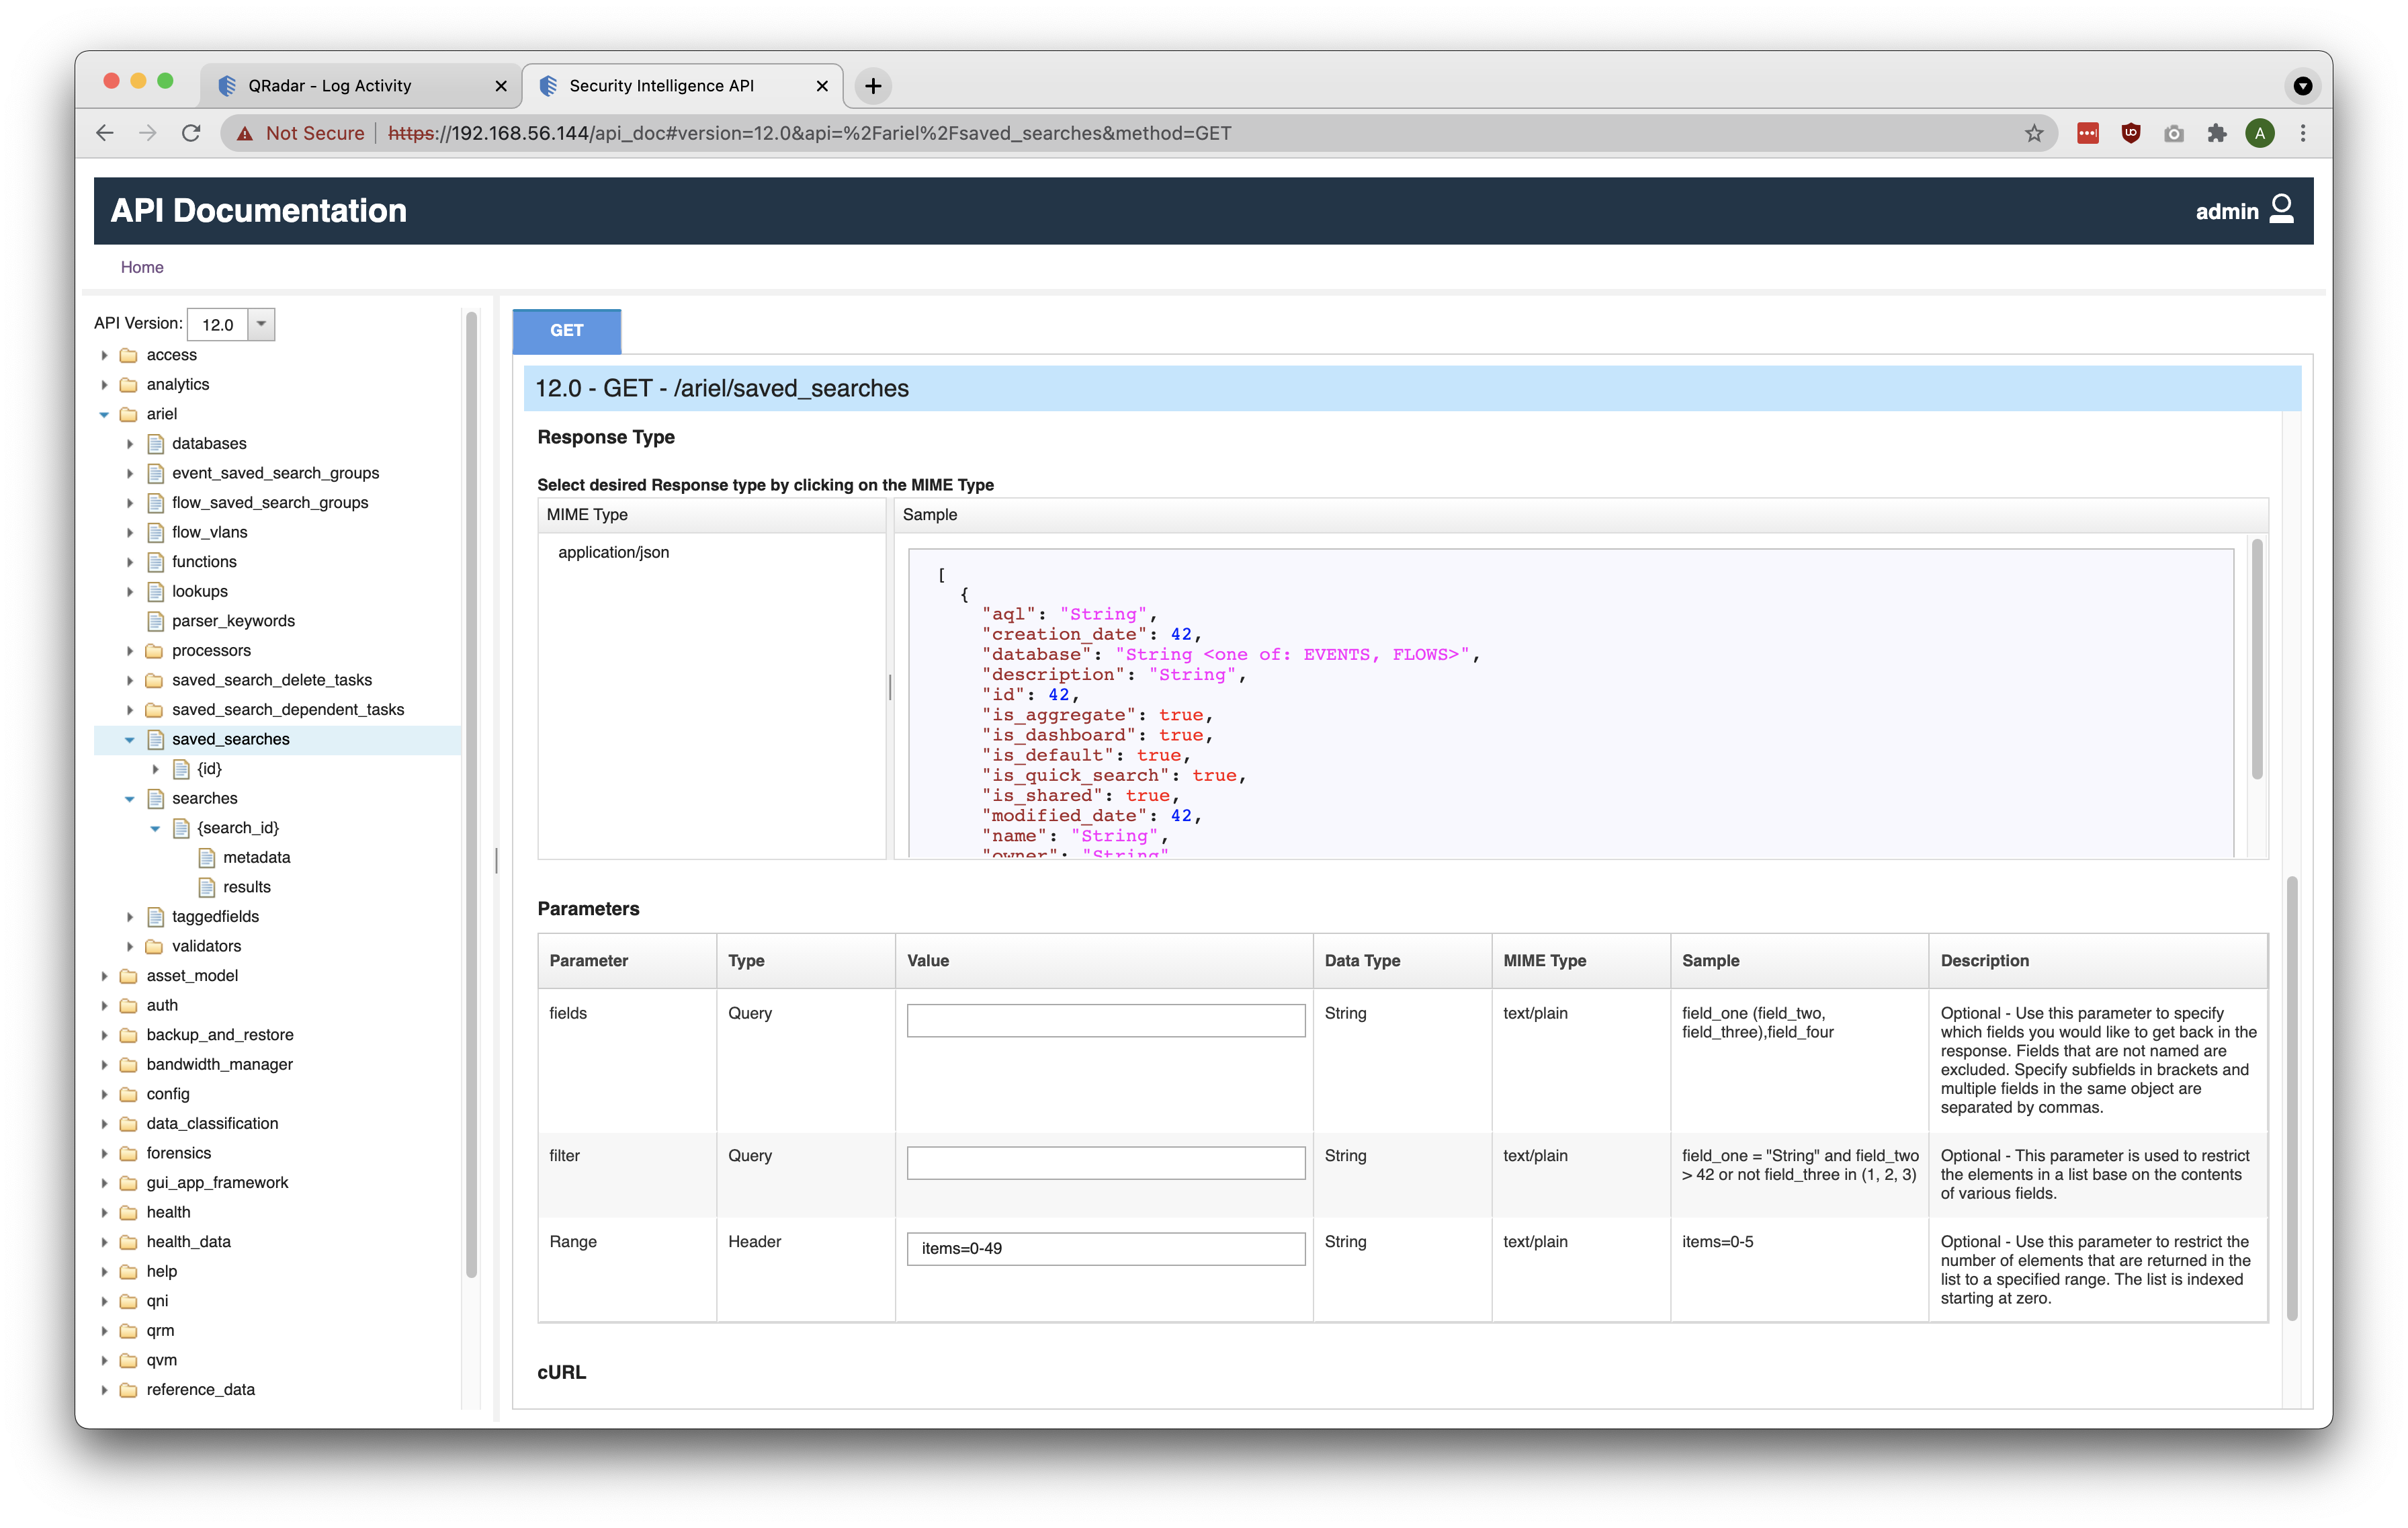 QRadar - Log Activity
Security Intelligence API
Not Secure
https://192.168.56.144/api_doc#version=12.0&api=%2Fariel%2Fsaved_searches&method=GET
A
API Documentation
admin
Home
API Version: 12.0
access
analytics
ariel
databases
event_saved_search_groups
flow_saved_search_groups
flow_vlans
functions
lookups
parser_keywords
processors
saved_search_delete_tasks
saved_search_dependent_tasks
saved_searches
{id}
searches
{search_id}
metadata
results
taggedfields
validators
asset_model
auth
backup_and_restore
bandwidth_manager
config
data_classification
forensics
gui_app_framework
health
health_data
help
qni
qrm
qvm
reference_data
GET
12.0 - GET - /ariel/saved_searches
Response Type
Select desired Response type by clicking on the MIME Type
MIME Type
Sample
application/json
[
{
"aql": "String",
"creation_date": 42,
"database": "String <one of: EVENTS, FLOWS>",
"description": "String",
"id": 42,
"is_aggregate": true,
"is_dashboard": true,
"is_default": true,
"is_quick_search": true,
"is_shared": true,
"modified_date": 42,
"name": "String",
"owner": "String"
Parameters
Parameter
Type
Value
Data Type
MIME Type
Sample
Description
fields
Query
String
text/plain
field_one (field_two,
field_three),field_four
Optional - Use this parameter to specify
which fields you would like to get back in the
response. Fields that are not named are
excluded. Specify subfields in brackets and
multiple fields in the same object are
separated by commas.
filter
Query
String
text/plain
field_one = "String" and field_two
> 42 or not field_three in (1, 2, 3)
Optional - This parameter is used to restrict
the elements in a list base on the contents
of various fields.
Range
Header
items=0-49
String
text/plain
items=0-5
Optional - Use this parameter to restrict the
number of elements that are returned in the
list to a specified range. The list is indexed
starting at zero.
cURL